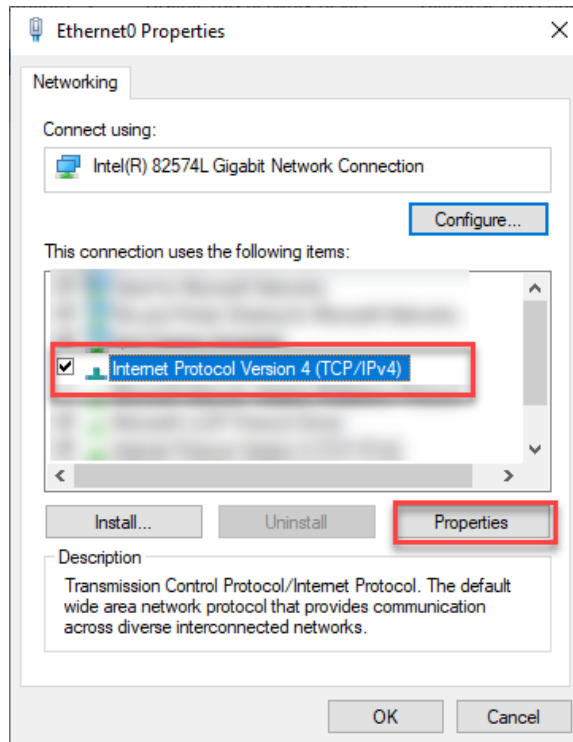 Ethernet0 Properties
Networking
Connect using:
Intel(R) 82574L Gigabit Network Connection
Configure...
This connection uses the following items:
Internet Protocol Version 4 (TCP/IPv4)
Install...
Uninstall
Properties
Description
Transmission Control Protocol/Internet Protocol. The default
wide area network protocol that provides communication
across diverse interconnected networks.
OK
Cancel